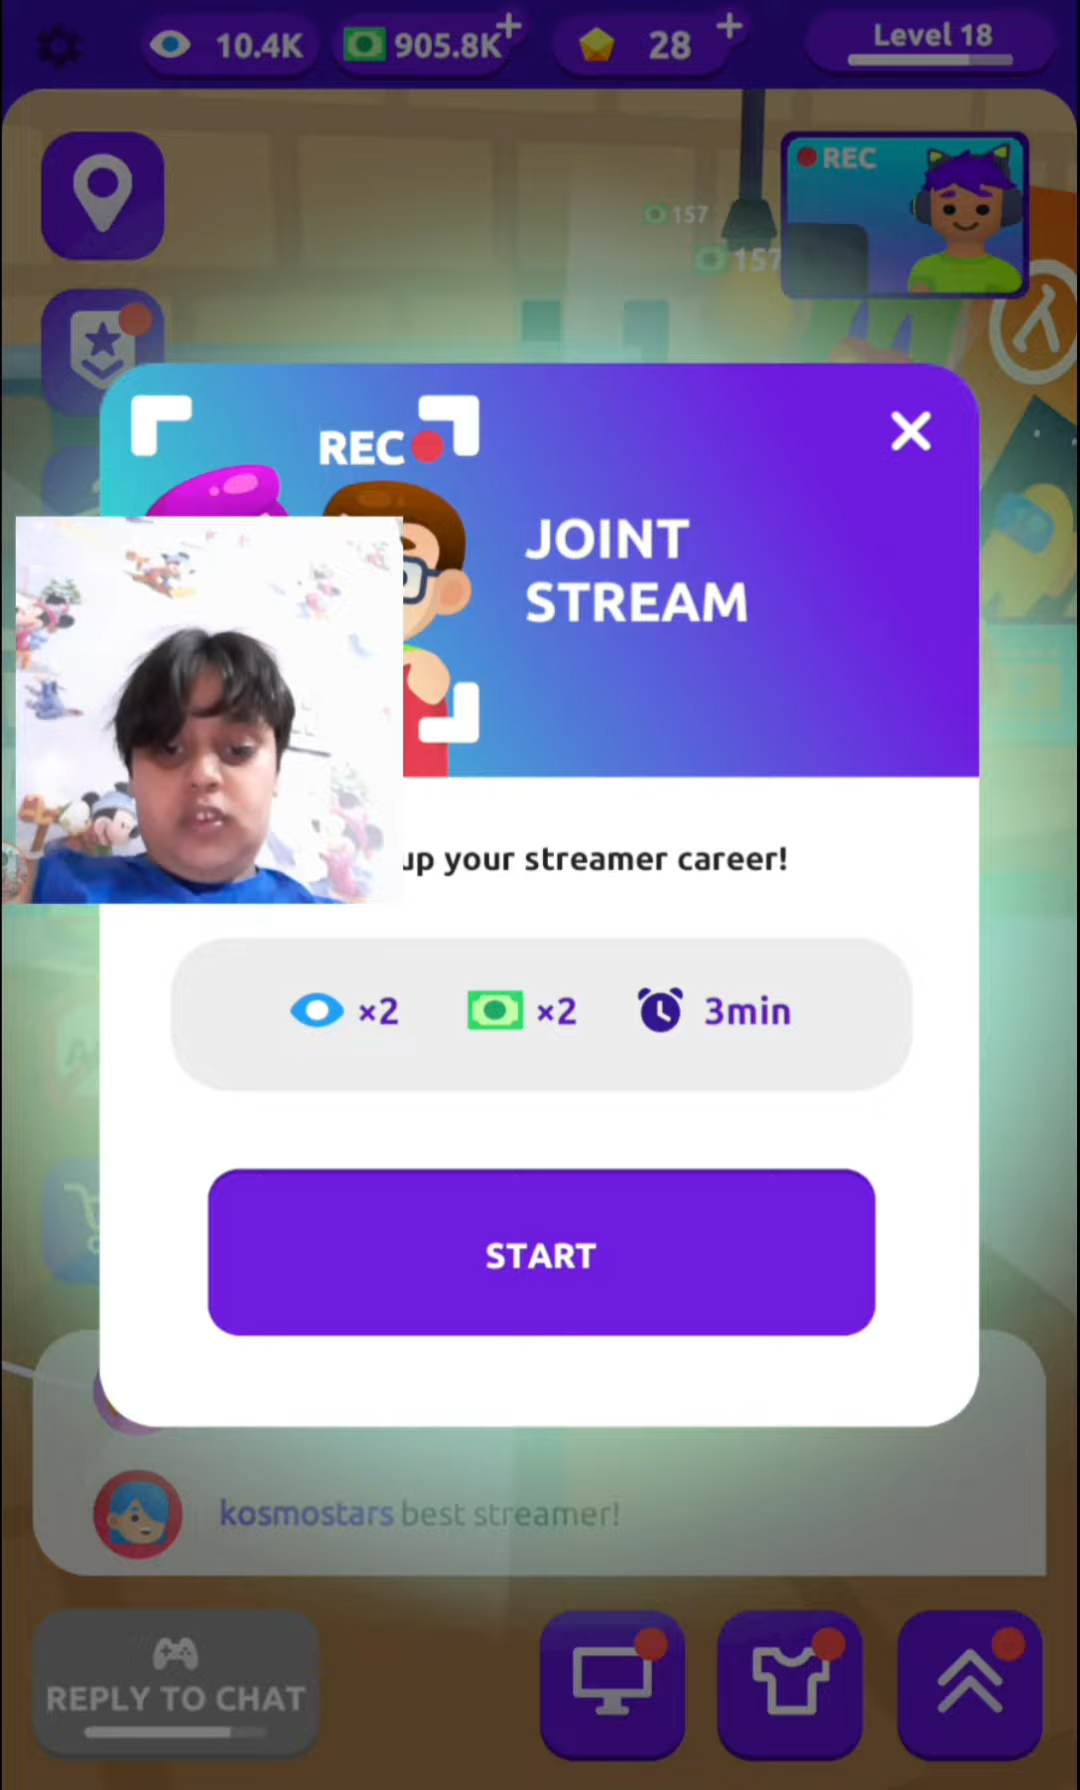 10.4K
905.8K
28
Level 18
REC
157
157
REC
JOINT
STREAM
up your streamer career!
×2
×2
3min
START
kosmostars best streamer!
REPLY TO CHAT